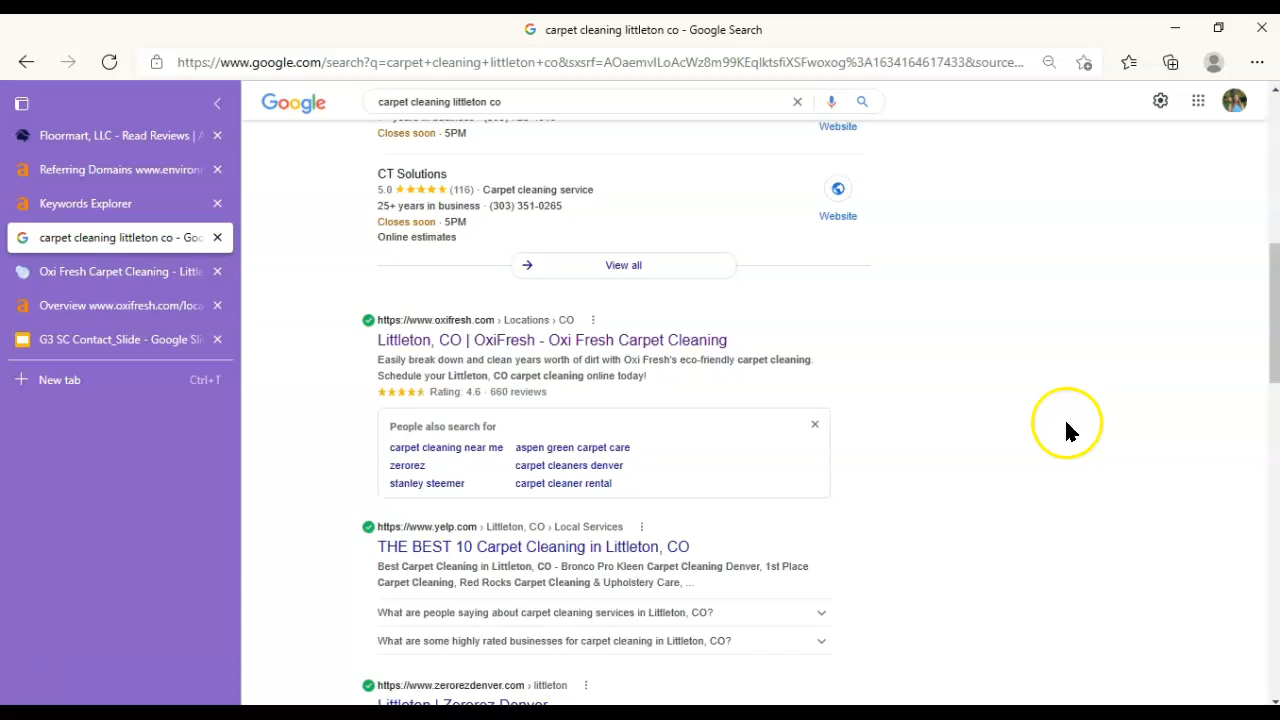 carpet cleaning littleton co - Google Search
https://www.google.com/search?q=carpet+cleaning+littleton+co&sxsrf=AOaemvILoAcWz8m99KEqlktsfiXSFwoxog%3A1634164617433&source...
Floormart, LLC - Read Reviews | A
Referring Domains www.environ
Keywords Explorer
carpet cleaning littleton co - Goo
Oxi Fresh Carpet Cleaning - Little
Overview www.oxifresh.com/loca
G3 SC Contact_Slide - Google Sli
New tab Ctrl+T
Google
carpet cleaning littleton co
Closes soon · 5PM
Website
CT Solutions
5.0 (116) · Carpet cleaning service
25+ years in business · (303) 351-0265
Closes soon · 5PM
Online estimates
Website
View all
https://www.oxifresh.com › Locations › CO
Littleton, CO | OxiFresh - Oxi Fresh Carpet Cleaning
Easily break down and clean years worth of dirt with Oxi Fresh's eco-friendly carpet cleaning.
Schedule your Littleton, CO carpet cleaning online today!
Rating: 4.6 · 660 reviews
People also search for
carpet cleaning near me aspen green carpet care
zerorez carpet cleaners denver
stanley steemer carpet cleaner rental
https://www.yelp.com › Littleton, CO › Local Services
THE BEST 10 Carpet Cleaning in Littleton, CO
Best Carpet Cleaning in Littleton, CO - Bronco Pro Kleen Carpet Cleaning Denver, 1st Place
Carpet Cleaning, Red Rocks Carpet Cleaning & Upholstery Care, ...
What are people saying about carpet cleaning services in Littleton, CO?
What are some highly rated businesses for carpet cleaning in Littleton, CO?
https://www.zerorezdenver.com › littleton
Littleton | Zerorez Denver